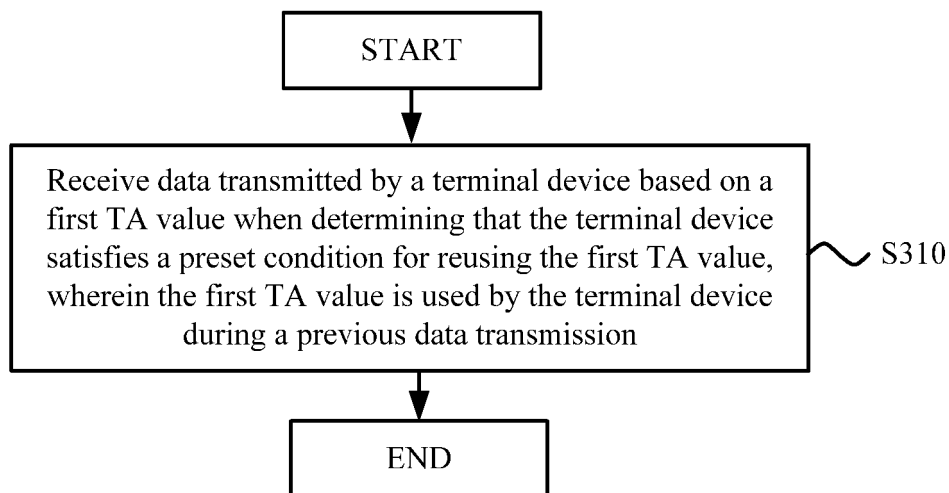 START
Receive data transmitted by a terminal device based on a
first TA value when determining that the terminal device
satisfies a preset condition for reusing the first TA value,
wherein the first TA value is used by the terminal device
during a previous data transmission
S310
END